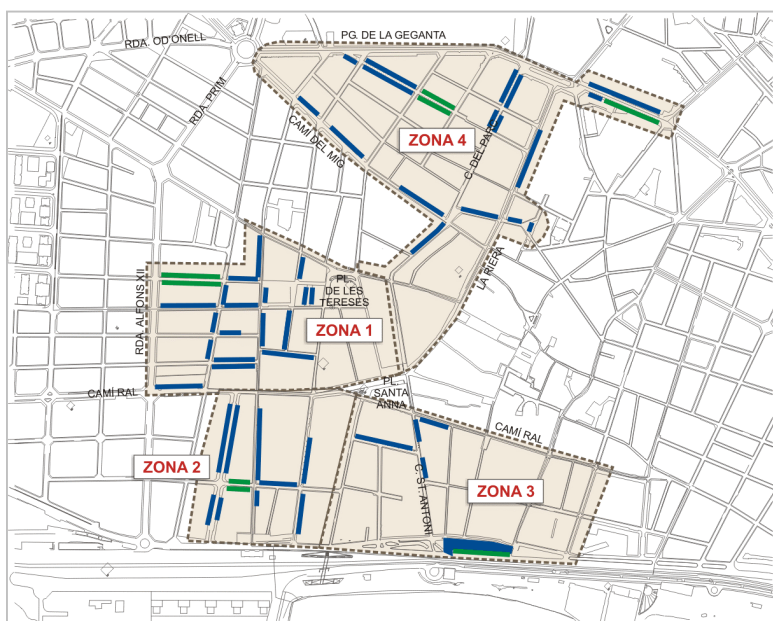 PG. DE LA GEGANTA
RDA. OD'ONELL
RDA. PRIM
CAMÍ DEL MIG
ZONA 4
C. DEL PARC
LA RIERA
PL.
DE LES
TERESES
RDA. ALFONS XII
ZONA 1
CAMÍ RAL
PL.
SANTA
ANNA
CAMÍ RAL
ZONA 2
C. ST. ANTONI
ZONA 3